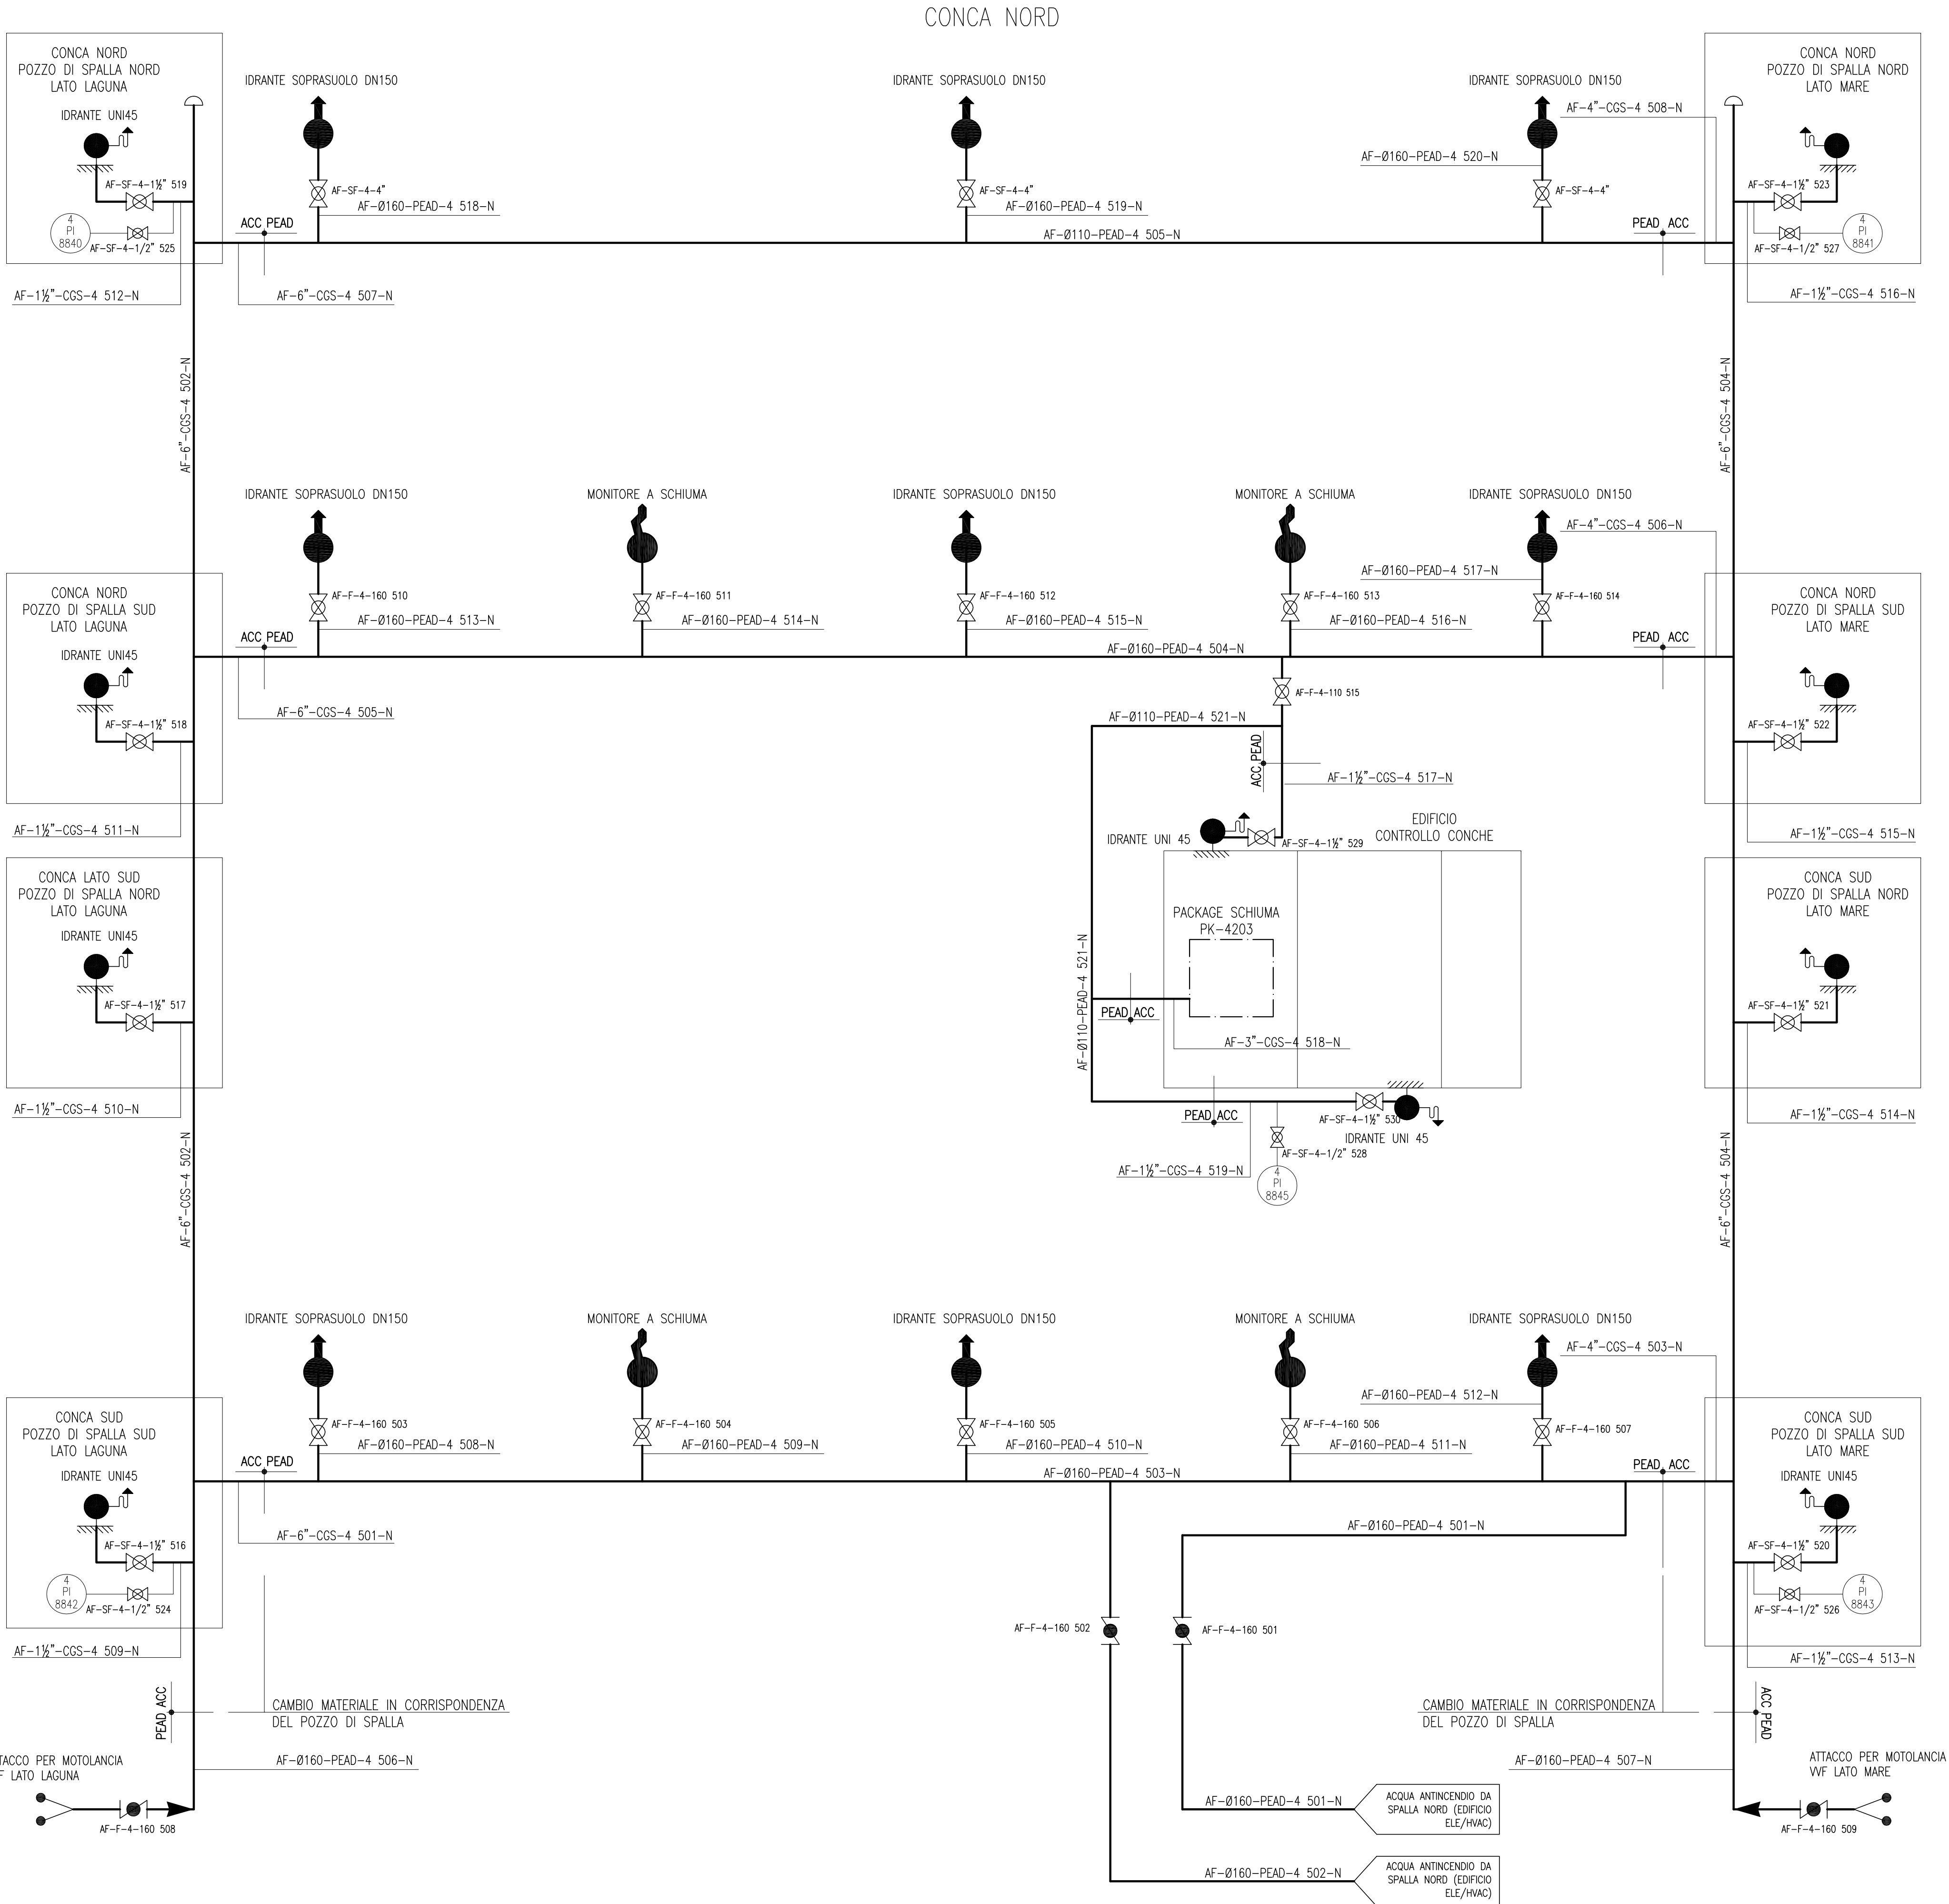 CONCA NORD
CONCA NORD
POZZO DI SPALLA NORD
LATO LAGUNA
IDRANTE UNI45
AF-SF-4-1½" 519
4
PI
8840
AF-SF-4-1/2" 525
AF-1½"-CGS-4 512-N
IDRANTE SOPRASUOLO DN150
AF-SF-4-4"
AF-Ø160-PEAD-4 518-N
ACC PEAD
AF-6"-CGS-4 507-N
IDRANTE SOPRASUOLO DN150
AF-SF-4-4"
AF-Ø160-PEAD-4 519-N
AF-Ø110-PEAD-4 505-N
IDRANTE SOPRASUOLO DN150
AF-4"-CGS-4 508-N
AF-Ø160-PEAD-4 520-N
AF-SF-4-4"
PEAD ACC
CONCA NORD
POZZO DI SPALLA NORD
LATO MARE
AF-SF-4-1½" 523
4
PI
8841
AF-SF-4-1/2" 527
AF-1½"-CGS-4 516-N
AF-6"-CGS-4 502-N
AF-6"-CGS-4 504-N
IDRANTE SOPRASUOLO DN150
MONITORE A SCHIUMA
IDRANTE SOPRASUOLO DN150
MONITORE A SCHIUMA
IDRANTE SOPRASUOLO DN150
AF-4"-CGS-4 506-N
AF-Ø160-PEAD-4 517-N
AF-F-4-160 510
AF-F-4-160 511
AF-F-4-160 512
AF-F-4-160 513
AF-F-4-160 514
AF-Ø160-PEAD-4 513-N
AF-Ø160-PEAD-4 514-N
AF-Ø160-PEAD-4 515-N
AF-Ø160-PEAD-4 516-N
ACC PEAD
AF-Ø160-PEAD-4 504-N
PEAD ACC
AF-6"-CGS-4 505-N
CONCA NORD
POZZO DI SPALLA SUD
LATO LAGUNA
IDRANTE UNI45
AF-SF-4-1½" 518
AF-1½"-CGS-4 511-N
CONCA NORD
POZZO DI SPALLA SUD
LATO MARE
AF-SF-4-1½" 522
AF-1½"-CGS-4 515-N
AF-F-4-110 515
AF-Ø110-PEAD-4 521-N
ACC PEAD
AF-1½"-CGS-4 517-N
IDRANTE UNI 45
AF-SF-4-1½" 529
EDIFICIO
CONTROLLO CONCHE
PACKAGE SCHIUMA
PK-4203
AF-Ø110-PEAD-4 521-N
PEAD ACC
AF-3"-CGS-4 518-N
PEAD ACC
AF-SF-4-1½" 530
IDRANTE UNI 45
AF-SF-4-1/2" 528
AF-1½"-CGS-4 519-N
4
PI
8845
CONCA LATO SUD
POZZO DI SPALLA NORD
LATO LAGUNA
IDRANTE UNI45
AF-SF-4-1½" 517
AF-1½"-CGS-4 510-N
CONCA SUD
POZZO DI SPALLA NORD
LATO MARE
AF-SF-4-1½" 521
AF-1½"-CGS-4 514-N
AF-6"-CGS-4 502-N
AF-6"-CGS-4 504-N
IDRANTE SOPRASUOLO DN150
MONITORE A SCHIUMA
IDRANTE SOPRASUOLO DN150
MONITORE A SCHIUMA
IDRANTE SOPRASUOLO DN150
AF-4"-CGS-4 503-N
AF-Ø160-PEAD-4 512-N
AF-F-4-160 503
AF-F-4-160 504
AF-F-4-160 505
AF-F-4-160 506
AF-F-4-160 507
AF-Ø160-PEAD-4 508-N
AF-Ø160-PEAD-4 509-N
AF-Ø160-PEAD-4 510-N
AF-Ø160-PEAD-4 511-N
ACC PEAD
AF-Ø160-PEAD-4 503-N
PEAD ACC
AF-6"-CGS-4 501-N
AF-Ø160-PEAD-4 501-N
CONCA SUD
POZZO DI SPALLA SUD
LATO LAGUNA
IDRANTE UNI45
AF-SF-4-1½" 516
4
PI
8842
AF-SF-4-1/2" 524
AF-1½"-CGS-4 509-N
CONCA SUD
POZZO DI SPALLA SUD
LATO MARE
IDRANTE UNI45
AF-SF-4-1½" 520
4
PI
8843
AF-SF-4-1/2" 526
AF-1½"-CGS-4 513-N
AF-F-4-160 502
AF-F-4-160 501
PEAD ACC
CAMBIO MATERIALE IN CORRISPONDENZA
DEL POZZO DI SPALLA
CAMBIO MATERIALE IN CORRISPONDENZA
DEL POZZO DI SPALLA
ACC PEAD
AF-Ø160-PEAD-4 506-N
AF-Ø160-PEAD-4 507-N
TACCO PER MOTOLANCIA
F LATO LAGUNA
AF-F-4-160 508
ATTACCO PER MOTOLANCIA
VVF LATO MARE
AF-F-4-160 509
AF-Ø160-PEAD-4 501-N
ACQUA ANTINCENDIO DA
SPALLA NORD (EDIFICIO
ELE/HVAC)
AF-Ø160-PEAD-4 502-N
ACQUA ANTINCENDIO DA
SPALLA NORD (EDIFICIO
ELE/HVAC)